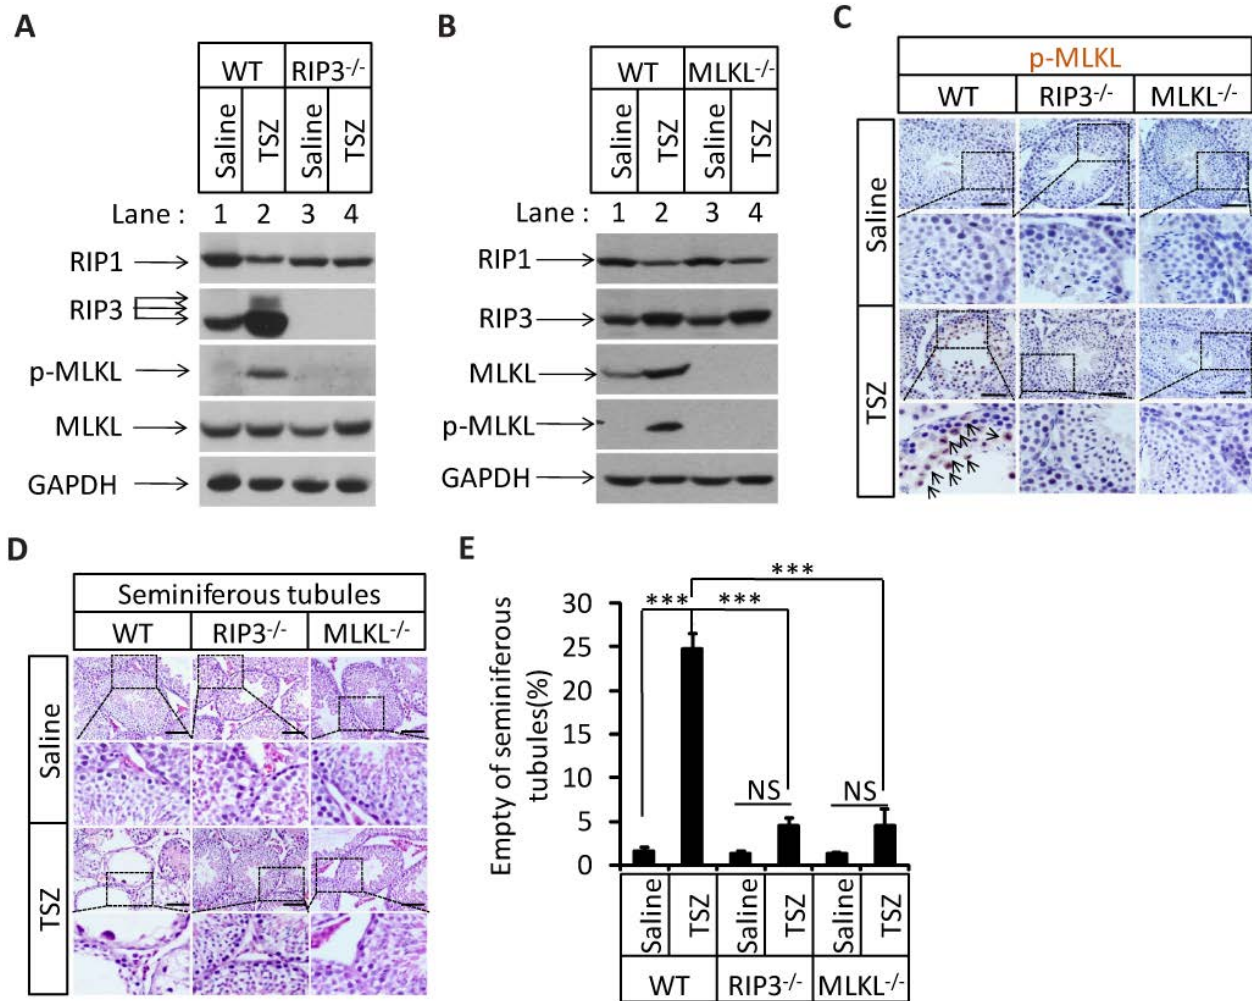 A
WT RIP3-/-
Saline TSZ Saline TSZ
Lane : 1 2 3 4
RIP1
RIP3
p-MLKL
MLKL
GAPDH
B
WT MLKL-/-
Saline TSZ Saline TSZ
Lane : 1 2 3 4
RIP1
RIP3
MLKL
p-MLKL
GAPDH
C
p-MLKL
WT RIP3-/- MLKL-/-
Saline
TSZ
D
Seminiferous tubules
WT RIP3-/- MLKL-/-
Saline
TSZ
E
***
*** ***
Empty of seminiferous
tubules(%)
30
25
20
15
10
5
0
NS NS
Saline TSZ Saline TSZ Saline TSZ
WT RIP3-/- MLKL-/-